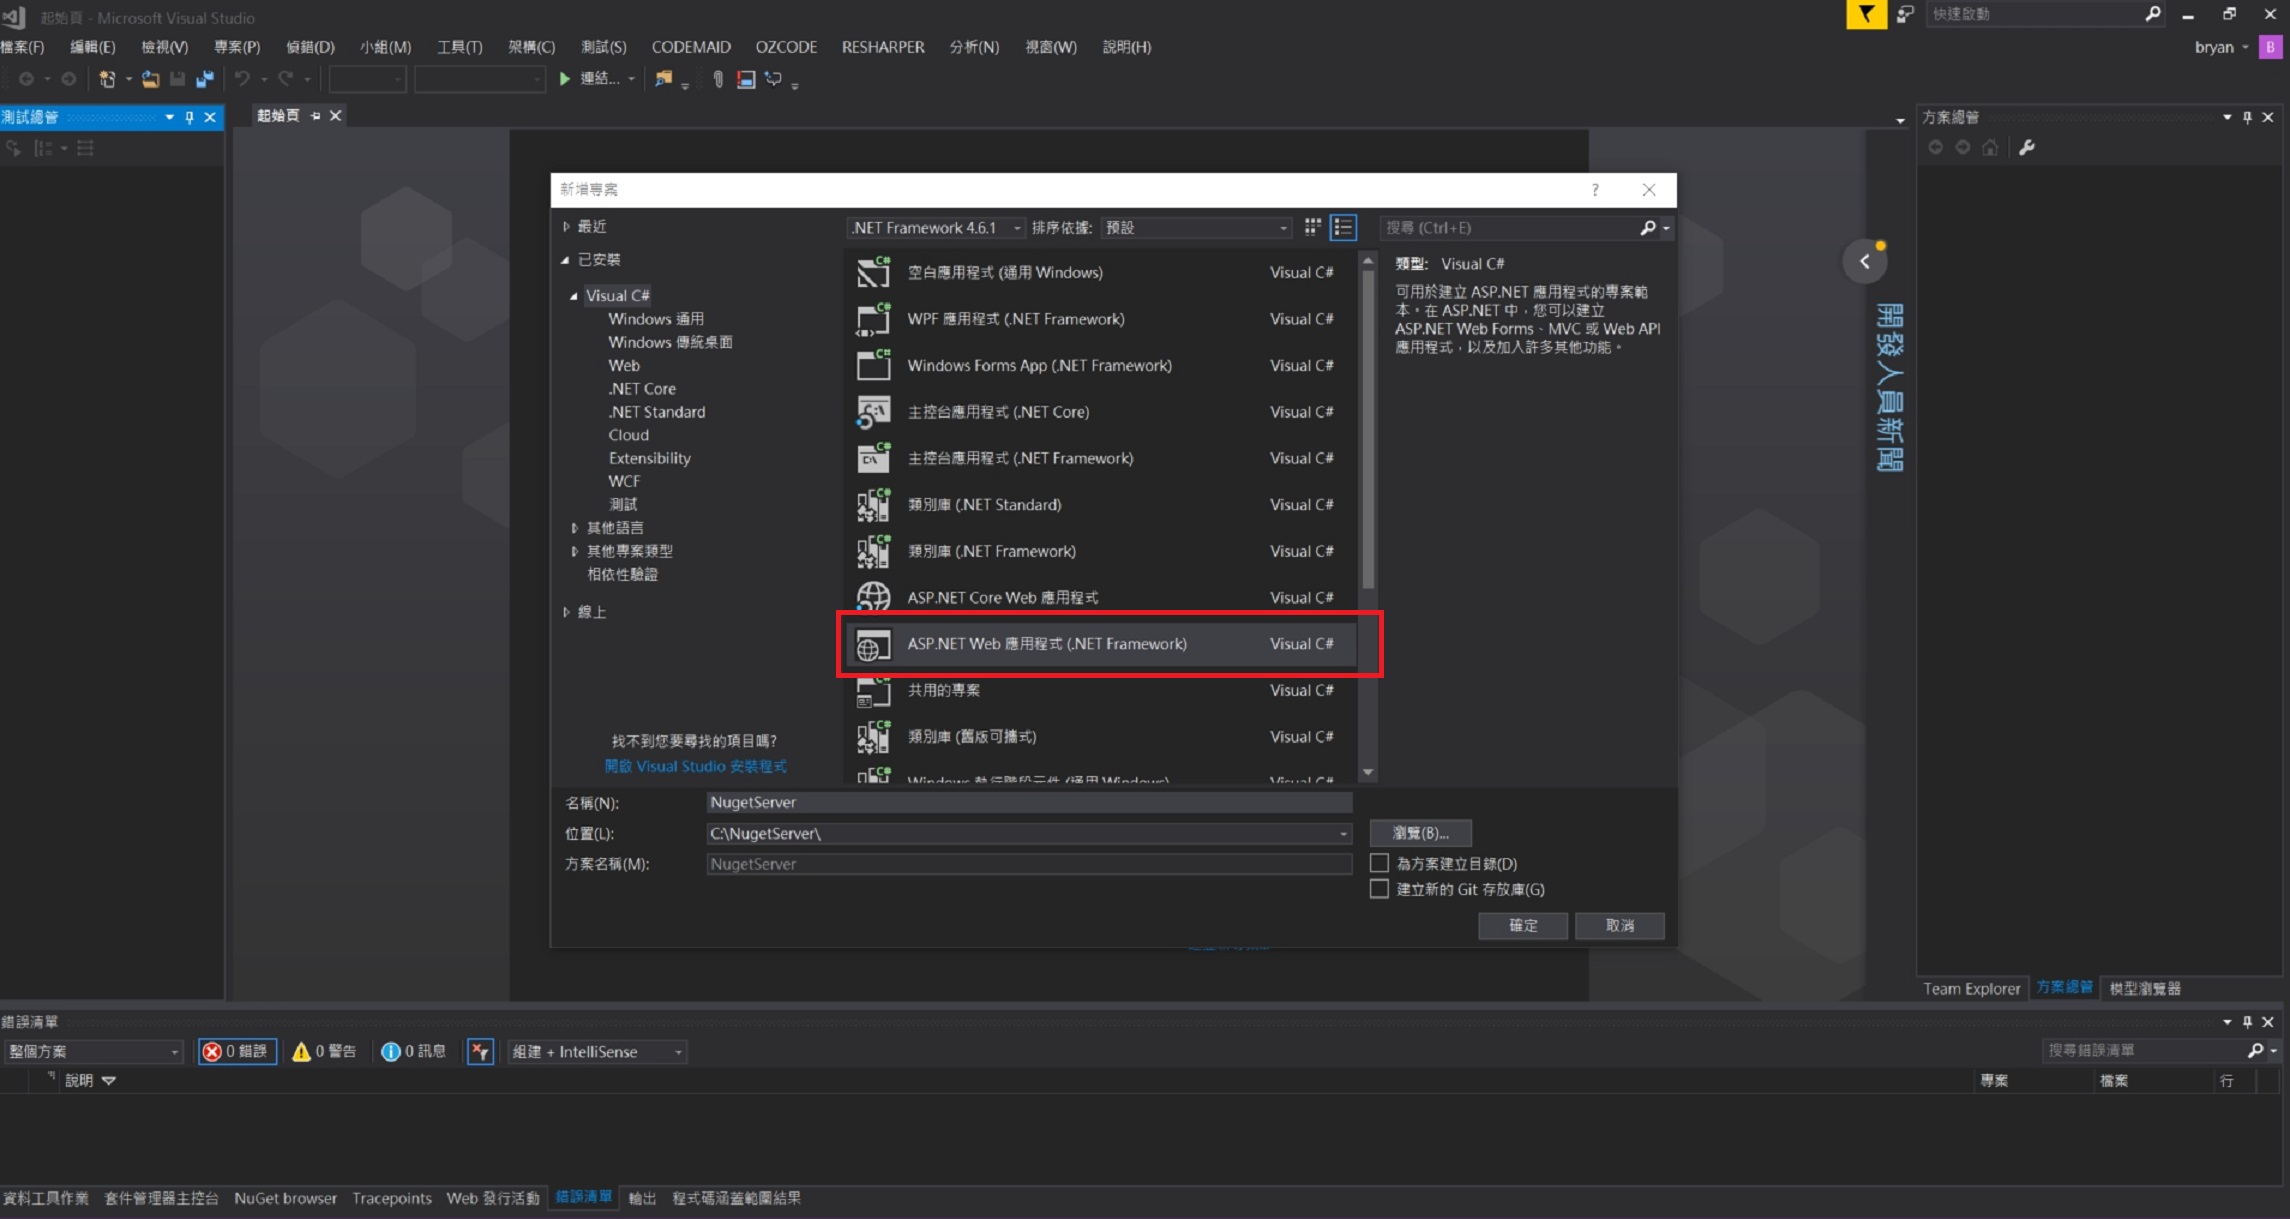 起始頁 - Microsoft Visual Studio
快速啟動
檔案(F) 編輯(E) 檢視(V) 專案(P) 偵錯(D) 小組(M) 工具(T) 架構(C) 測試(S) CODEMAID OZCODE RESHARPER 分析(N) 視窗(W) 說明(H)
bryan B
連結...
測試總管
起始頁
方案總管
新增專案
?
最近
已安裝
Visual C#
Windows 通用
Windows 傳統桌面
Web
.NET Core
.NET Standard
Cloud
Extensibility
WCF
測試
其他語言
其他專案類型
相依性驗證
線上
找不到您要尋找的項目嗎?
開啟 Visual Studio 安裝程式
.NET Framework 4.6.1 排序依據: 預設
搜尋 (Ctrl+E)
空白應用程式 (通用 Windows) Visual C#
WPF 應用程式 (.NET Framework) Visual C#
Windows Forms App (.NET Framework) Visual C#
主控台應用程式 (.NET Core) Visual C#
主控台應用程式 (.NET Framework) Visual C#
類別庫 (.NET Standard) Visual C#
類別庫 (.NET Framework) Visual C#
ASP.NET Core Web 應用程式 Visual C#
ASP.NET Web 應用程式 (.NET Framework) Visual C#
共用的專案 Visual C#
類別庫 (舊版可攜式) Visual C#
Windows 執行階段元件 (通用 Windows) Visual C#
類型: Visual C#
可用於建立 ASP.NET 應用程式的專案範
本。在 ASP.NET 中，您可以建立
ASP.NET Web Forms、MVC 或 Web API
應用程式，以及加入許多其他功能。
開發人員新聞
名稱(N): NugetServer
位置(L): C:\NugetServer\
瀏覽(B)...
方案名稱(M): NugetServer
為方案建立目錄(D)
建立新的 Git 存放庫(G)
確定 取消
Team Explorer 方案總管 模型瀏覽器
錯誤清單
整個方案 0 錯誤 0 警告 0 訊息 組建 + IntelliSense
搜尋錯誤清單
說明 專案 檔案 行
資料工具作業 套件管理器主控台 NuGet browser Tracepoints Web 發行活動 錯誤清單 輸出 程式碼涵蓋範圍結果